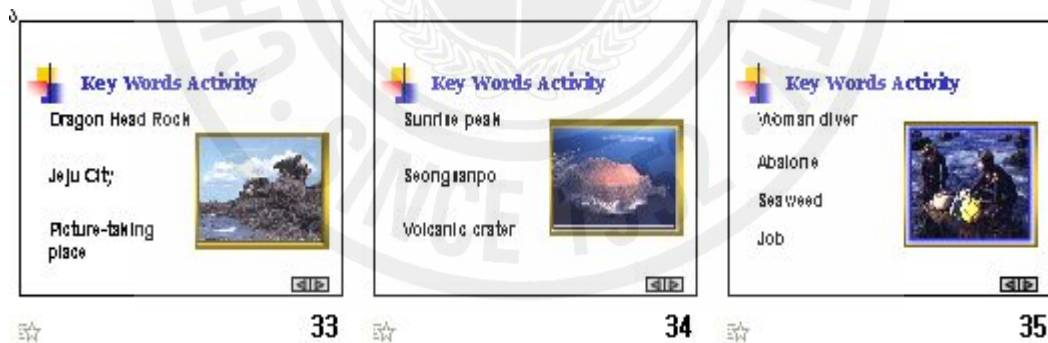 Key Words Activity
Dragon Head Rock
Jeju City
Picture-taking
place
33
Key Words Activity
Sunrise peak
Seongsanpo
Volcanic crater
34
Key Words Activity
Woman diver
Abalone
Seaweed
Job
35
SINCE